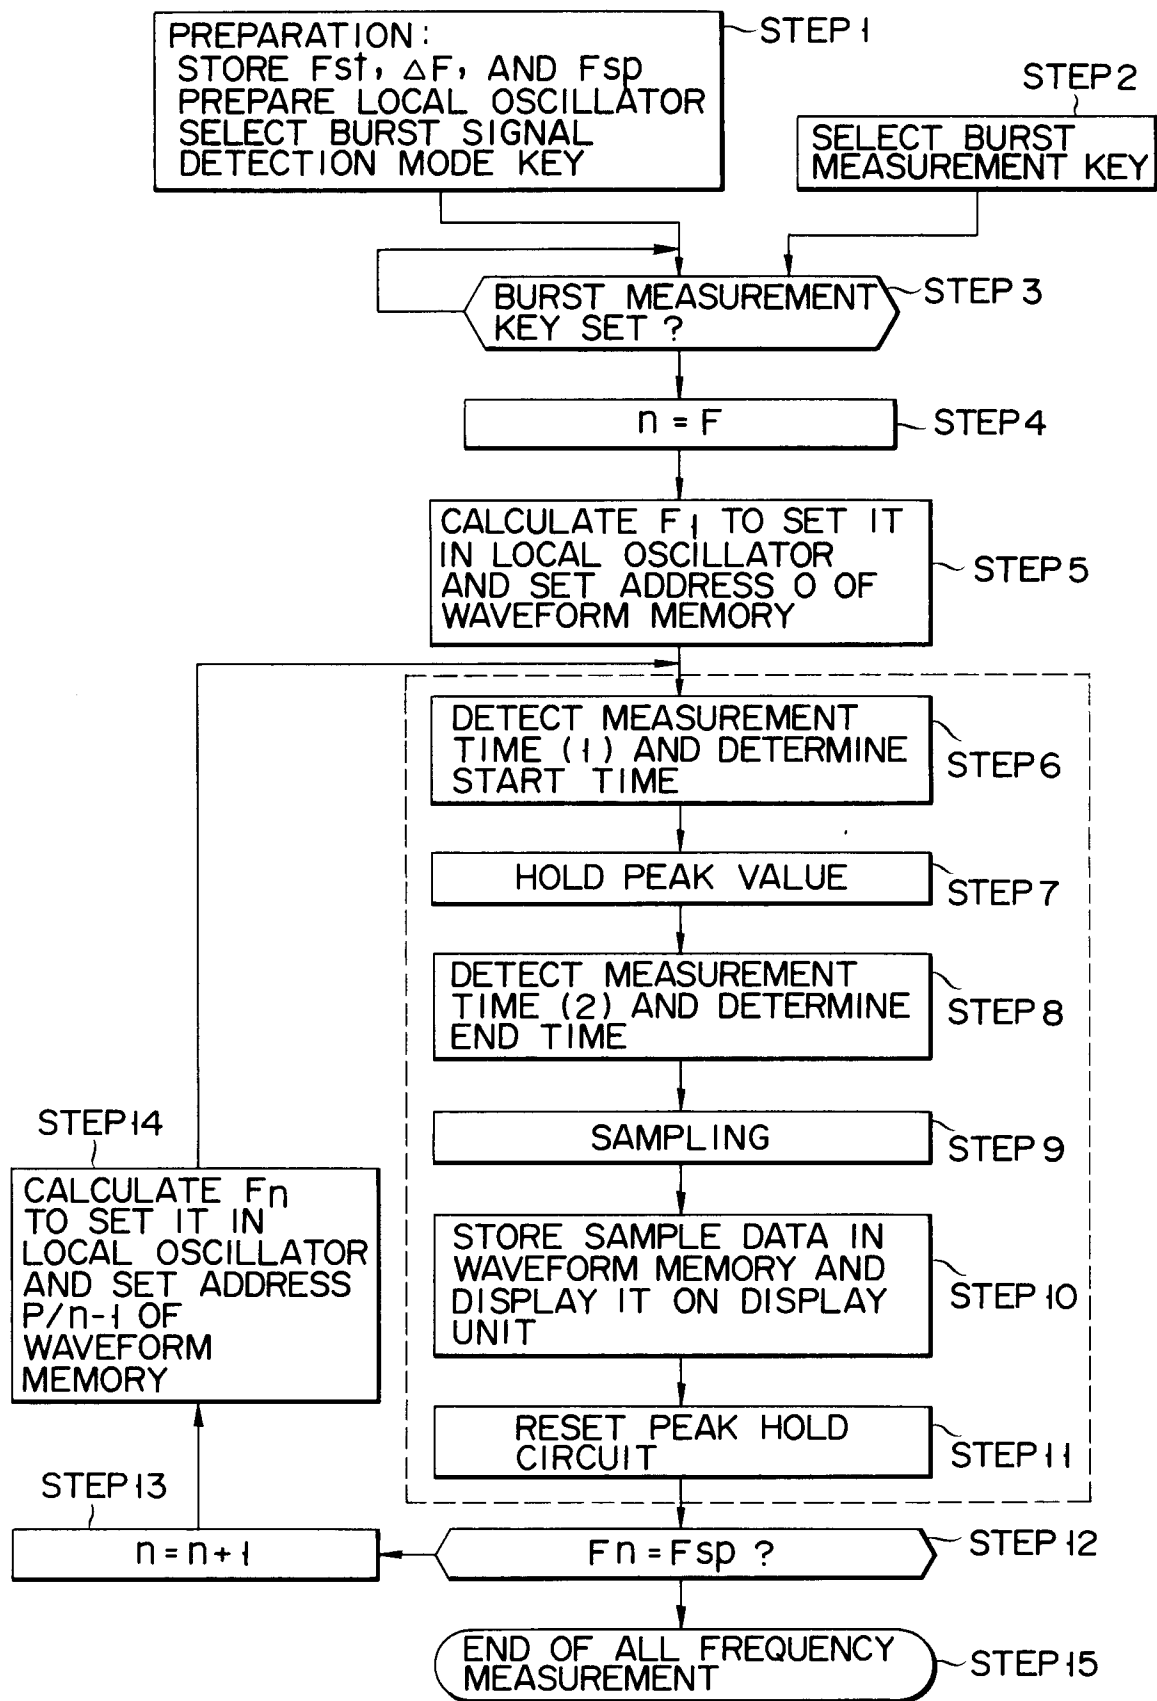 PREPARATION:
STORE Fst, △F, AND Fsp
PREPARE LOCAL OSCILLATOR
SELECT BURST SIGNAL
DETECTION MODE KEY
STEP 1
STEP 2
SELECT BURST
MEASUREMENT KEY
BURST MEASUREMENT
KEY SET ?
STEP 3
n = F
STEP 4
CALCULATE F1 TO SET IT
IN LOCAL OSCILLATOR
AND SET ADDRESS 0 OF
WAVEFORM MEMORY
STEP 5
DETECT MEASUREMENT
TIME (1) AND DETERMINE
START TIME
STEP 6
HOLD PEAK VALUE
STEP 7
DETECT MEASUREMENT
TIME (2) AND DETERMINE
END TIME
STEP 8
SAMPLING
STEP 9
STORE SAMPLE DATA IN
WAVEFORM MEMORY AND
DISPLAY IT ON DISPLAY
UNIT
STEP 10
RESET PEAK HOLD
CIRCUIT
STEP 11
Fn = Fsp ?
STEP 12
STEP 13
n = n + 1
STEP 14
CALCULATE Fn
TO SET IT IN
LOCAL OSCILLATOR
AND SET ADDRESS
P/n-1 OF
WAVEFORM
MEMORY
END OF ALL FREQUENCY
MEASUREMENT
STEP 15